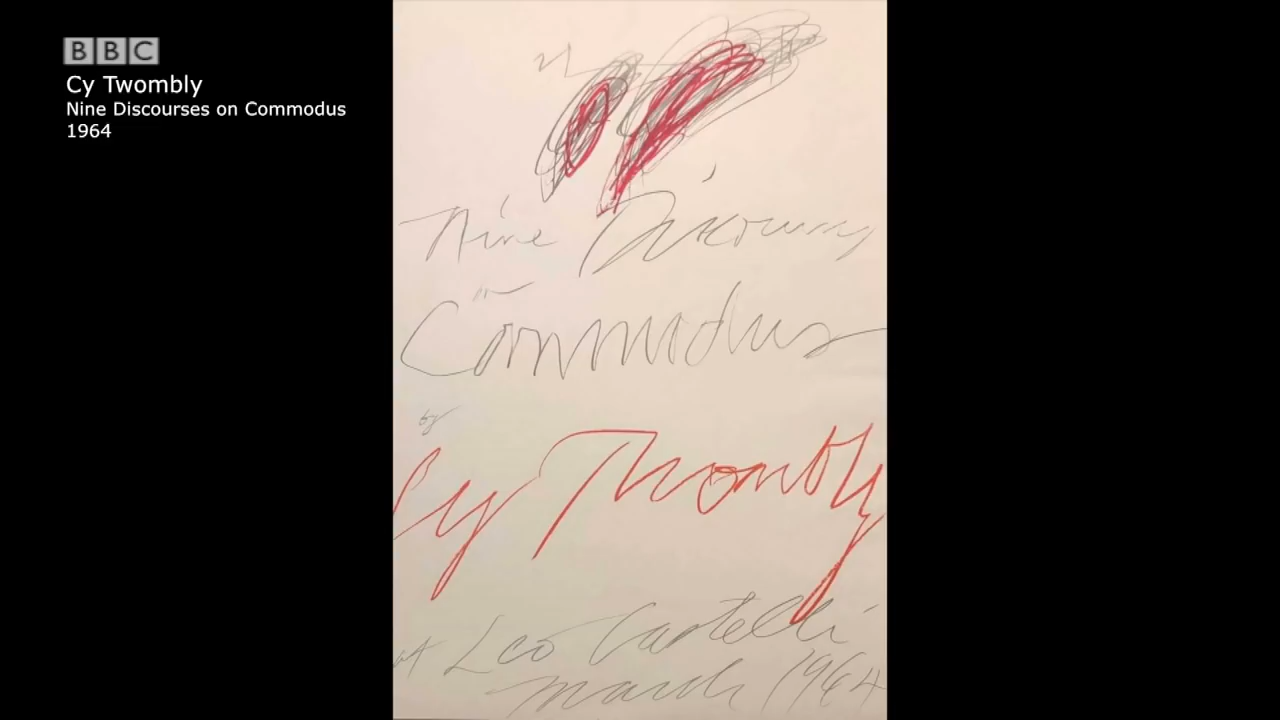 BBC
Cy Twombly
Nine Discourses on Commodus
1964
Nine Discourses
on
Commodus
by
Cy Twombly
at Leo Castelli
March 1964